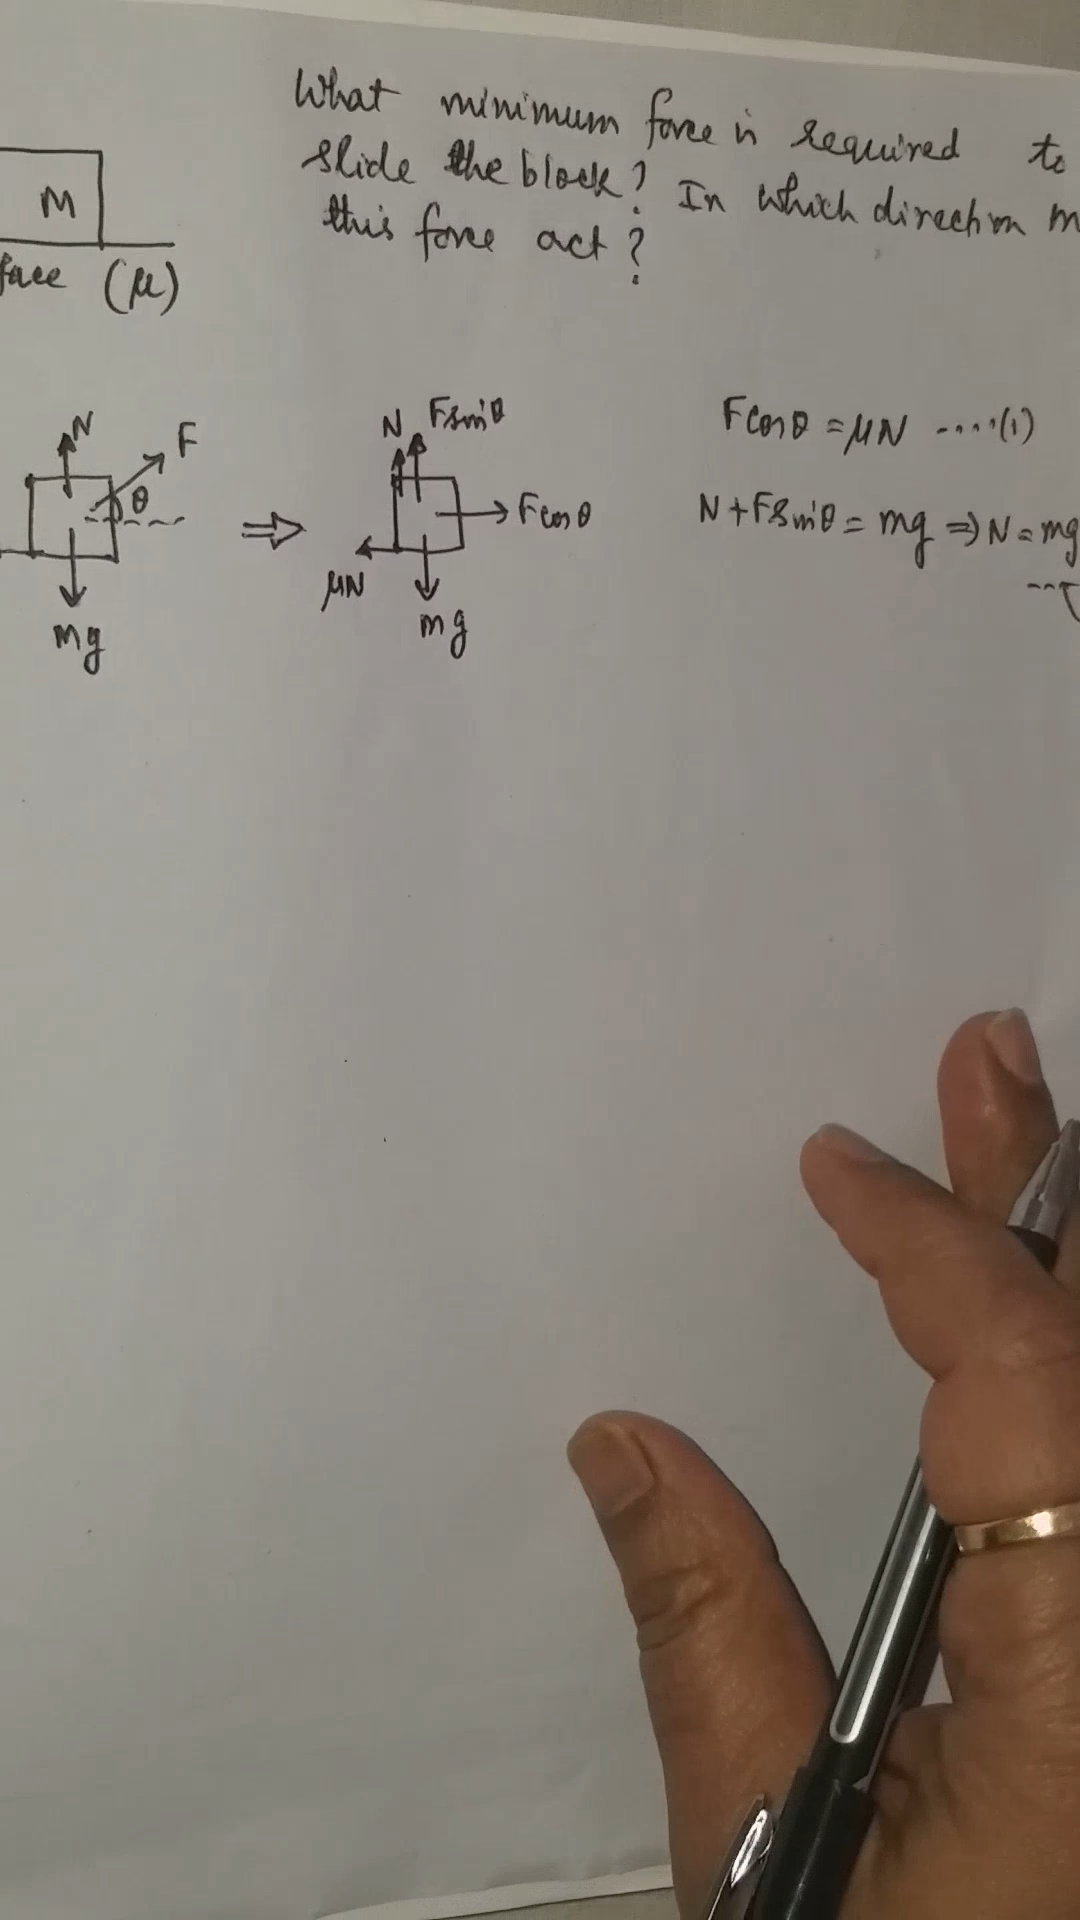 What minimum force is required to
slide the block? In which direction
this force act?
M
face (μ)
N
F
θ
mg
⇒
N Fsinθ
Fcosθ
μN
mg
Fcosθ = μN ....(1)
N + Fsinθ = mg ⇒ N = mg